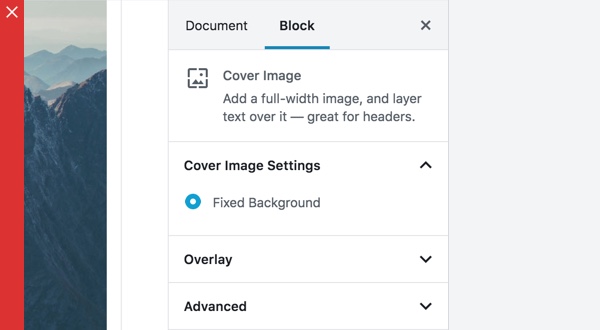 Document
Block
Cover Image
Add a full-width image, and layer
text over it — great for headers.
Cover Image Settings
Fixed Background
Overlay
Advanced